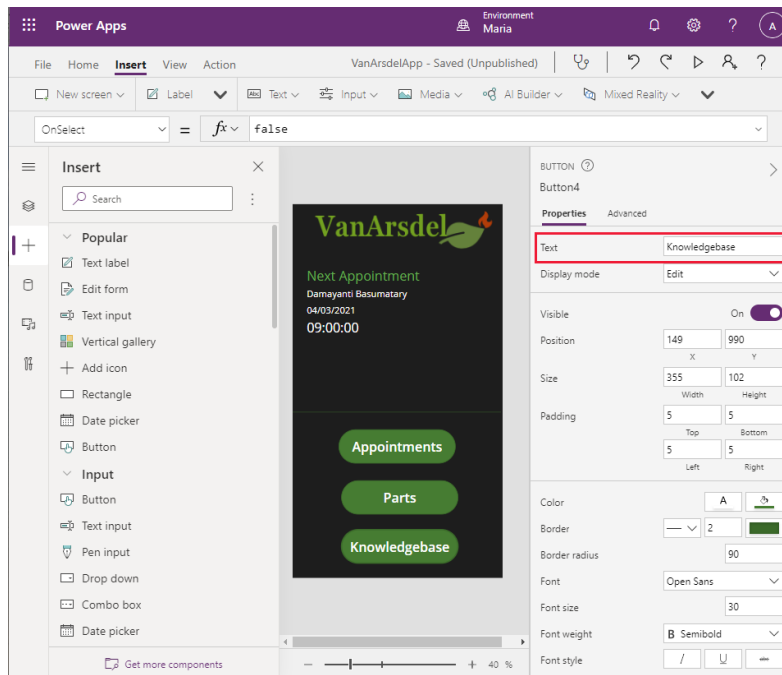 Power Apps
Environment
Maria
A
File Home Insert View Action
VanArsdelApp - Saved (Unpublished)
?
New screen
Label
Abc Text
Input
Media
AI Builder
Mixed Reality
OnSelect
=
fx
false
Insert
Search
Popular
Text label
Edit form
Text input
Vertical gallery
Add icon
Rectangle
Date picker
Button
Input
Button
Text input
Pen input
Drop down
Combo box
Date picker
Get more components
VanArsdel
Next Appointment
Damayanti Basumatary
04/03/2021
09:00:00
Appointments
Parts
Knowledgebase
40 %
BUTTON ?
Button4
Properties Advanced
Text Knowledgebase
Display mode Edit
Visible On
Position 149 990
X Y
Size 355 102
Width Height
Padding 5 5
Top Bottom
5 5
Left Right
Color A
Border 2
Border radius 90
Font Open Sans
Font size 30
Font weight B Semibold
Font style / U abc